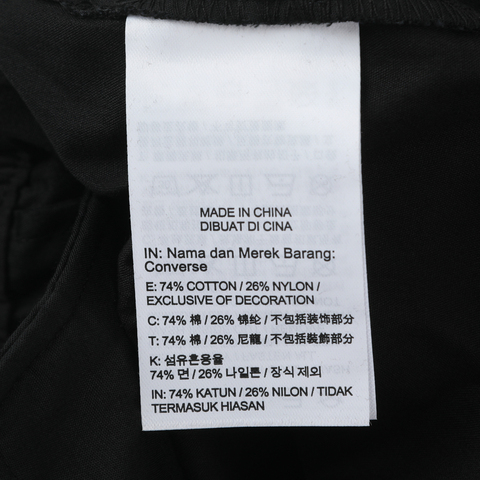 MADE IN CHINA
DIBUAT DI CINA
IN: Nama dan Merek Barang:
Converse
E: 74% COTTON / 26% NYLON /
EXCLUSIVE OF DECORATION
C: 74% 棉 / 26% 锦纶 / 不包括装饰部分
T: 74% 棉 / 26% 尼龍 / 不包括裝飾部分
K: 섬유혼용율
74% 면 / 26% 나일론 / 장식 제외
IN: 74% KATUN / 26% NILON / TIDAK
TERMASUK HIASAN